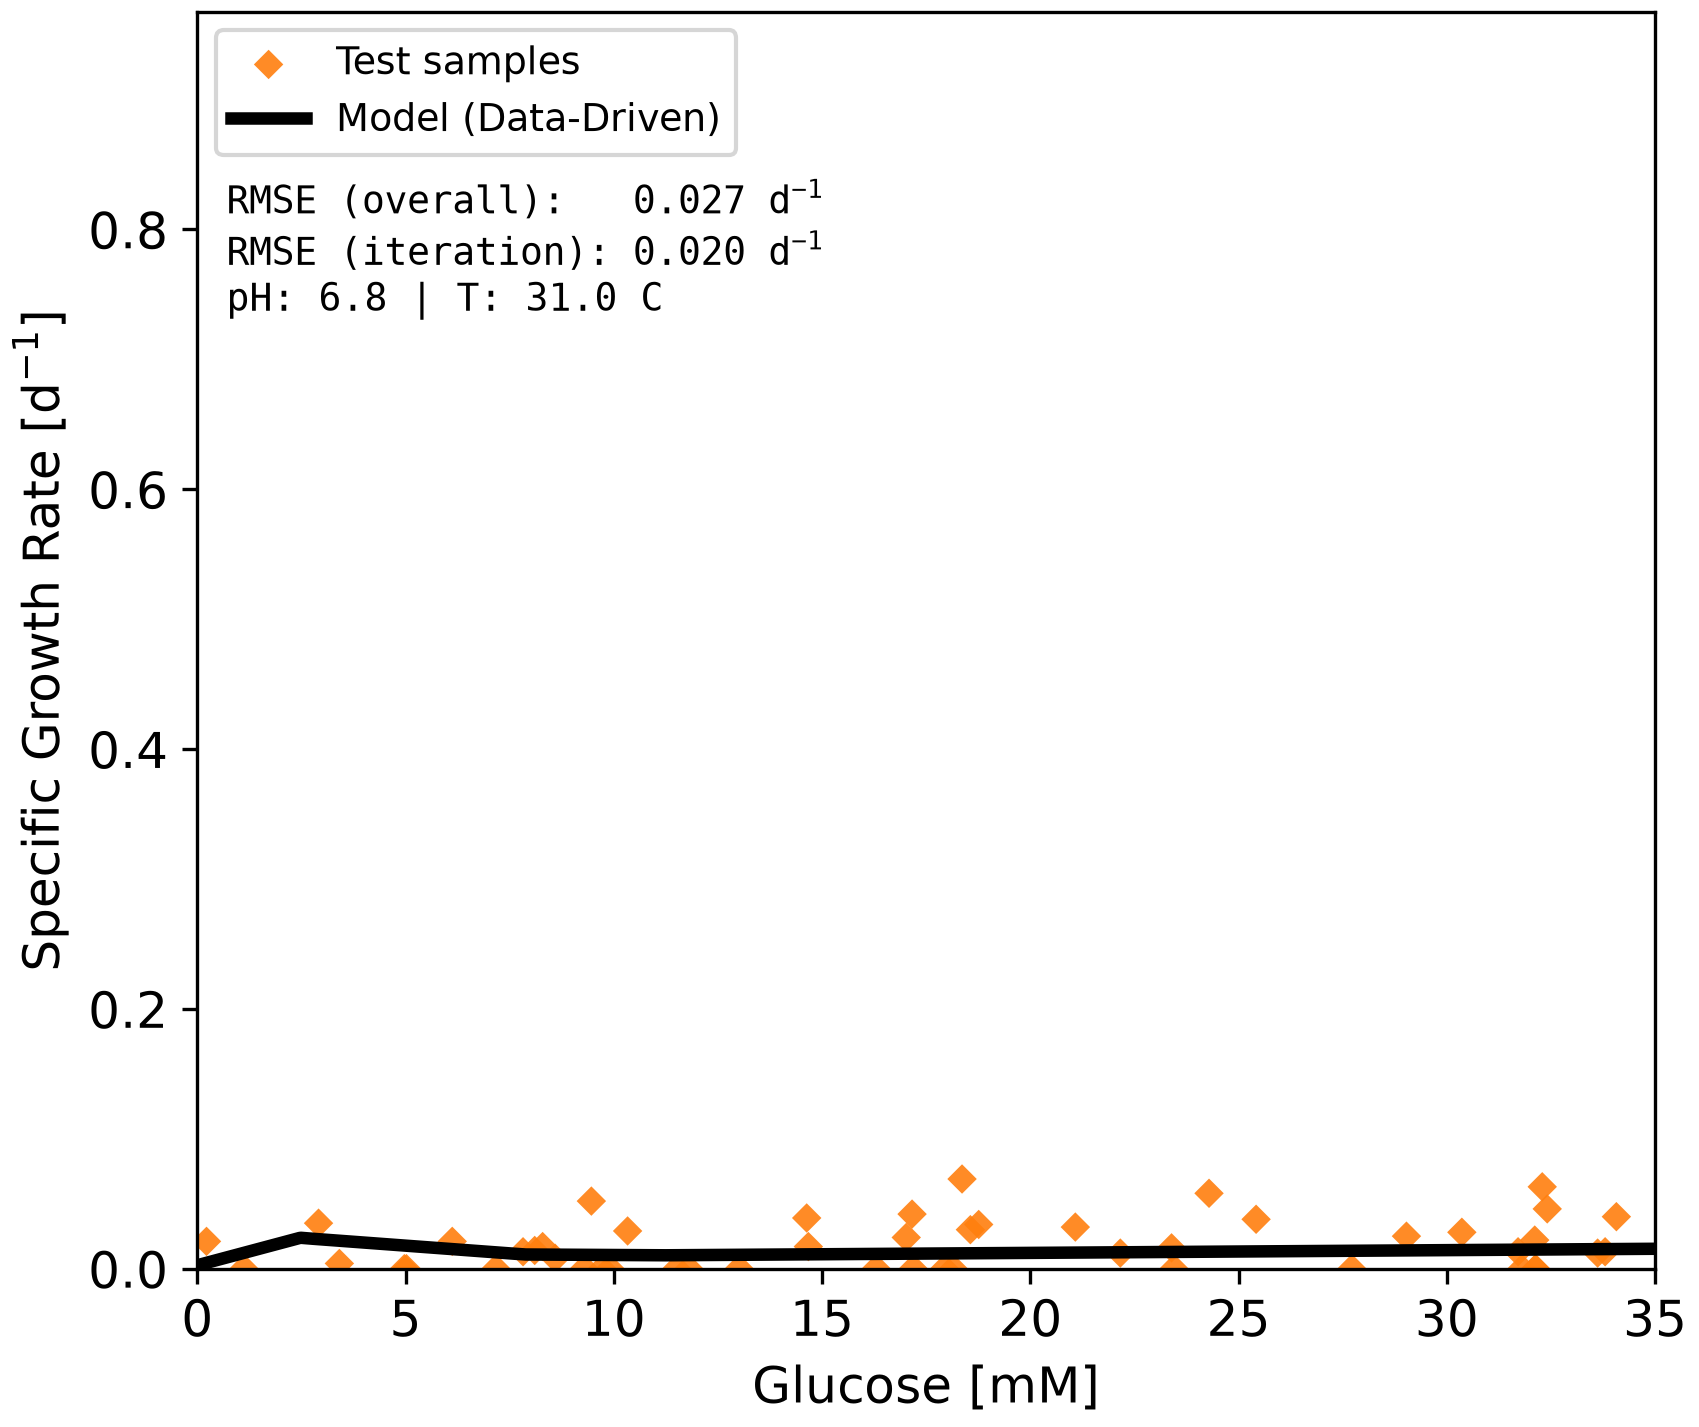 Test samples
Model (Data-Driven)
RMSE (overall): 0.027 d⁻¹
RMSE (iteration): 0.020 d⁻¹
pH: 6.8 | T: 31.0 C
Specific Growth Rate [d⁻¹]
0.8
0.6
0.4
0.2
0.0
0 5 10 15 20 25 30 35
Glucose [mM]